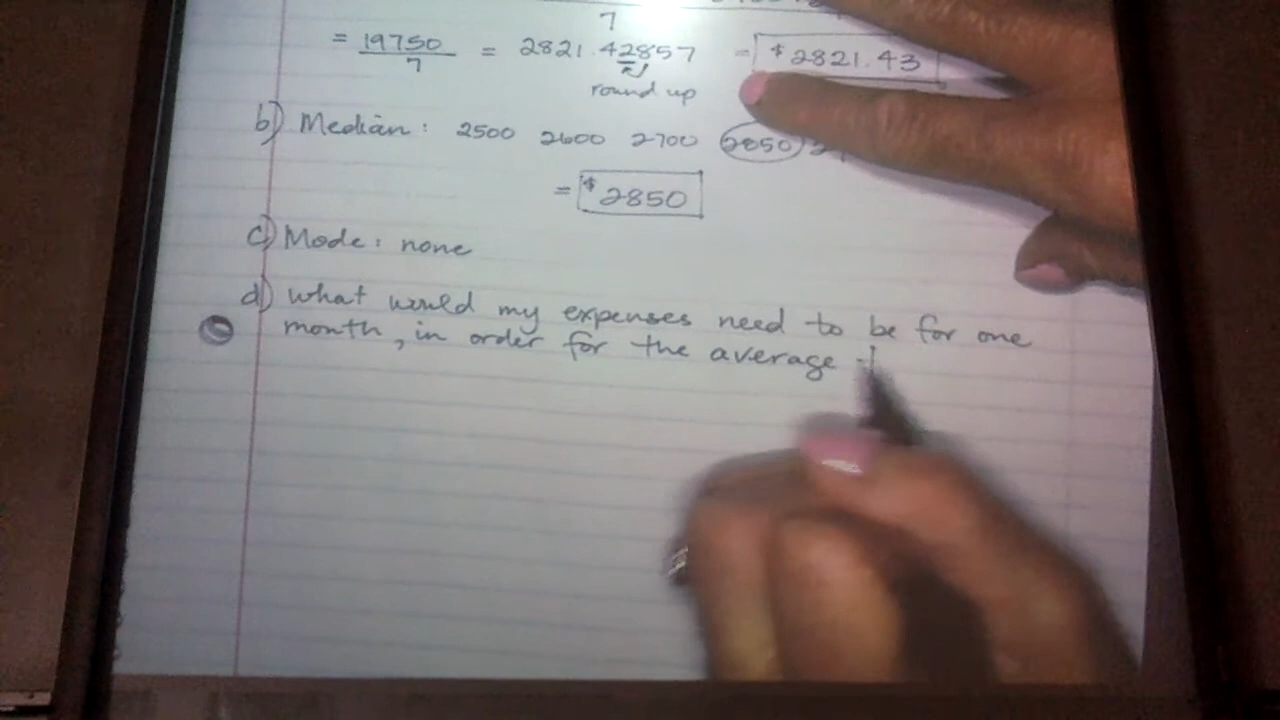 7
= 19750 / 7 = 2821.42857 = $2821.43
round up
b) Median: 2500 2600 2700 2850
= $2850
c) Mode: none
d) what would my expenses need to be for one
month, in order for the average